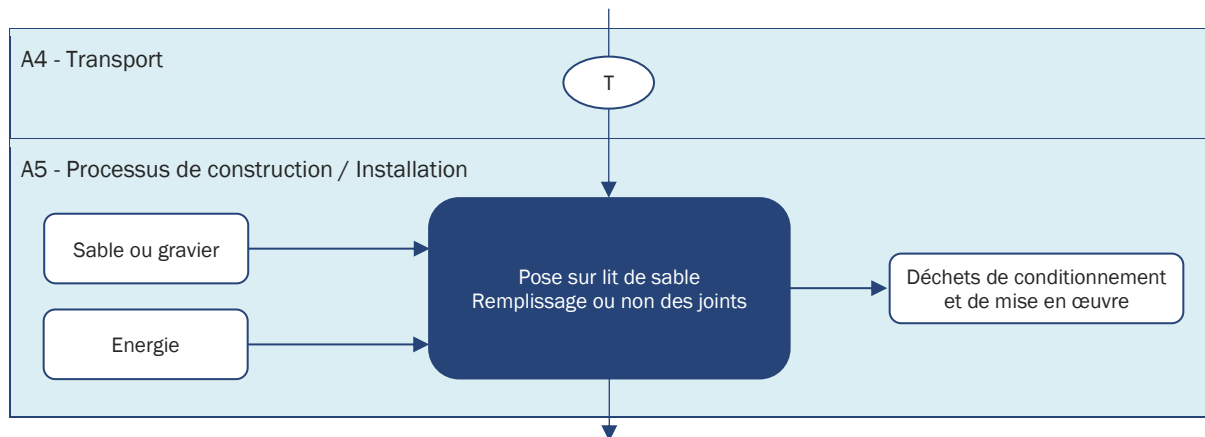 A4 - Transport
T
A5 - Processus de construction / Installation
Sable ou gravier
Pose sur lit de sable
Remplissage ou non des joints
Déchets de conditionnement
et de mise en œuvre
Energie